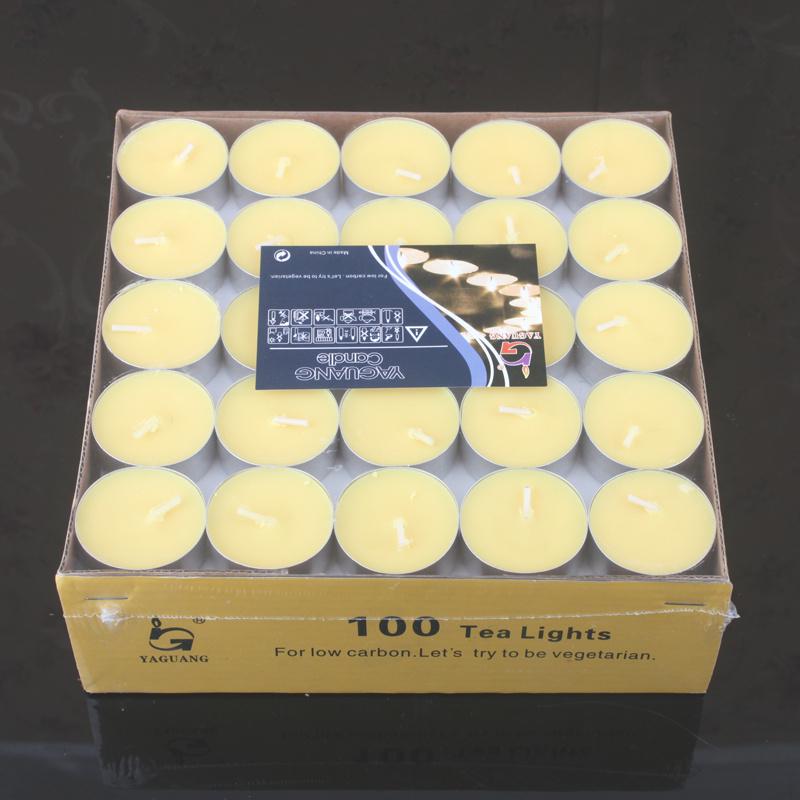 Made in China
For low carbon . Let's try to be vegetarian.
YAGUANG
Candle
YAGUANG
G
YAGUANG
®
100 Tea Lights
For low carbon.Let's try to be vegetarian.